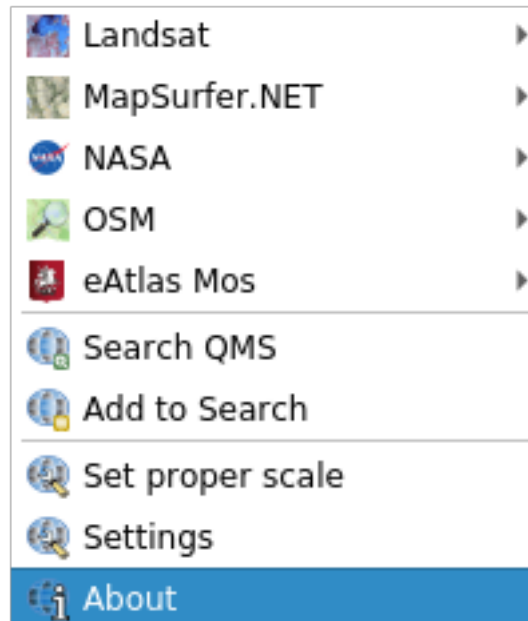 Landsat
MapSurfer.NET
NASA
OSM
eAtlas Mos
Search QMS
Add to Search
Set proper scale
Settings
About